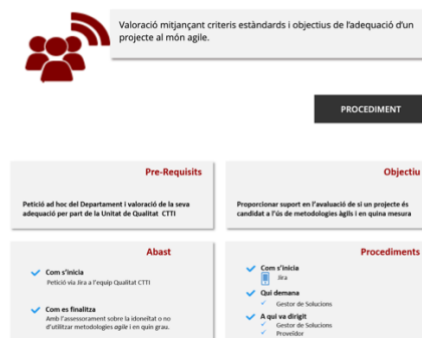 Valoració mitjançant criteris estàndards i objectius de l'adequació d'un
projecte al món agile.
PROCEDIMENT
Pre-Requisits
Petició ad hoc del Departament i valoració de la seva
adequació per part de la Unitat de Qualitat CTTI
Objectiu
Proporcionar suport en l'avaluació de si un projecte és
candidat a l'ús de metodologies àgils i en quina mesura
Abast
Com s'inicia
Petició via Jira a l'equip Qualitat CTTI
Com es finalitza
Amb l'assessorament sobre la idoneïtat o no
d'utilitzar metodologies agile i en quin grau.
Procediments
Com s'inicia
Jira
Qui demana
Gestor de Solucions
A qui va dirigit
Gestor de Solucions
Proveïdor